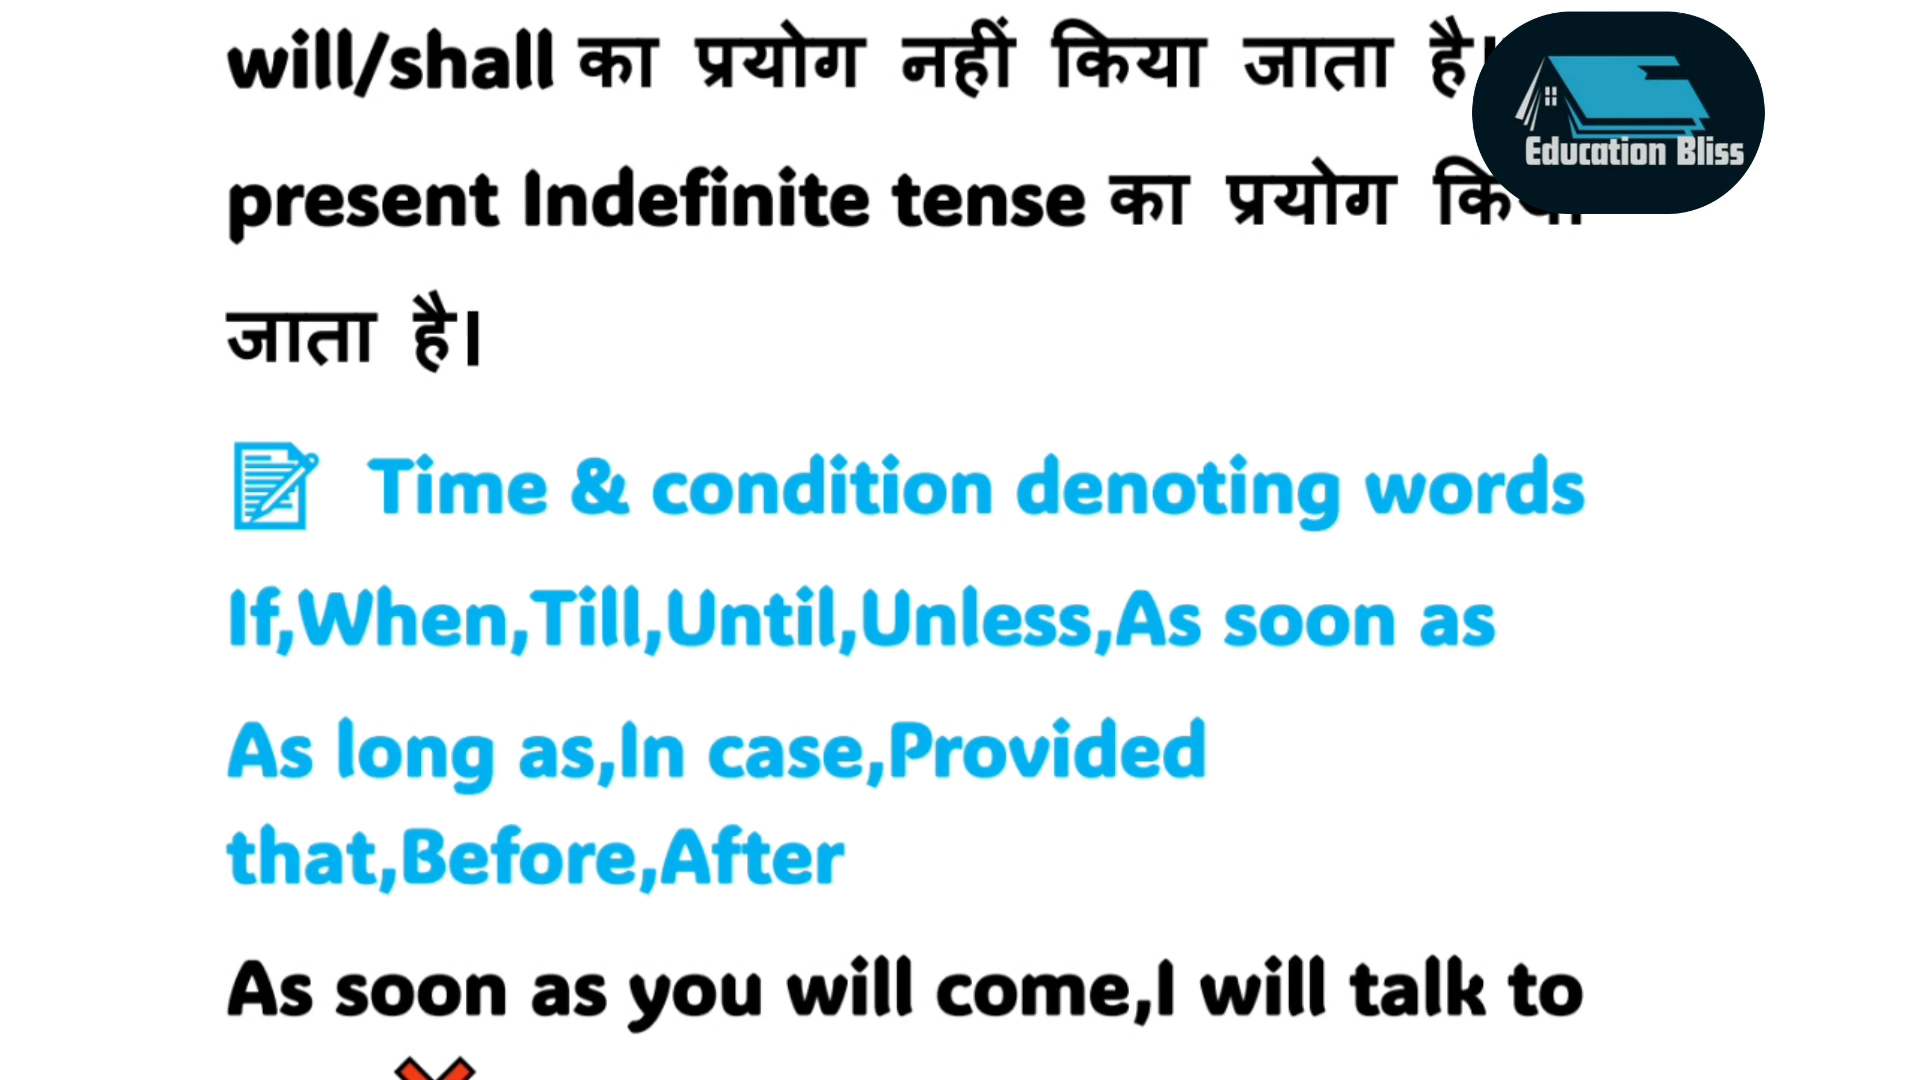 will/shall का प्रयोग नहीं किया जाता है।
Education Bliss
present Indefinite tense का प्रयोग किया
जाता है।
Time & condition denoting words
If,When,Till,Until,Unless,As soon as
As long as,In case,Provided
that,Before,After
As soon as you will come,I will talk to